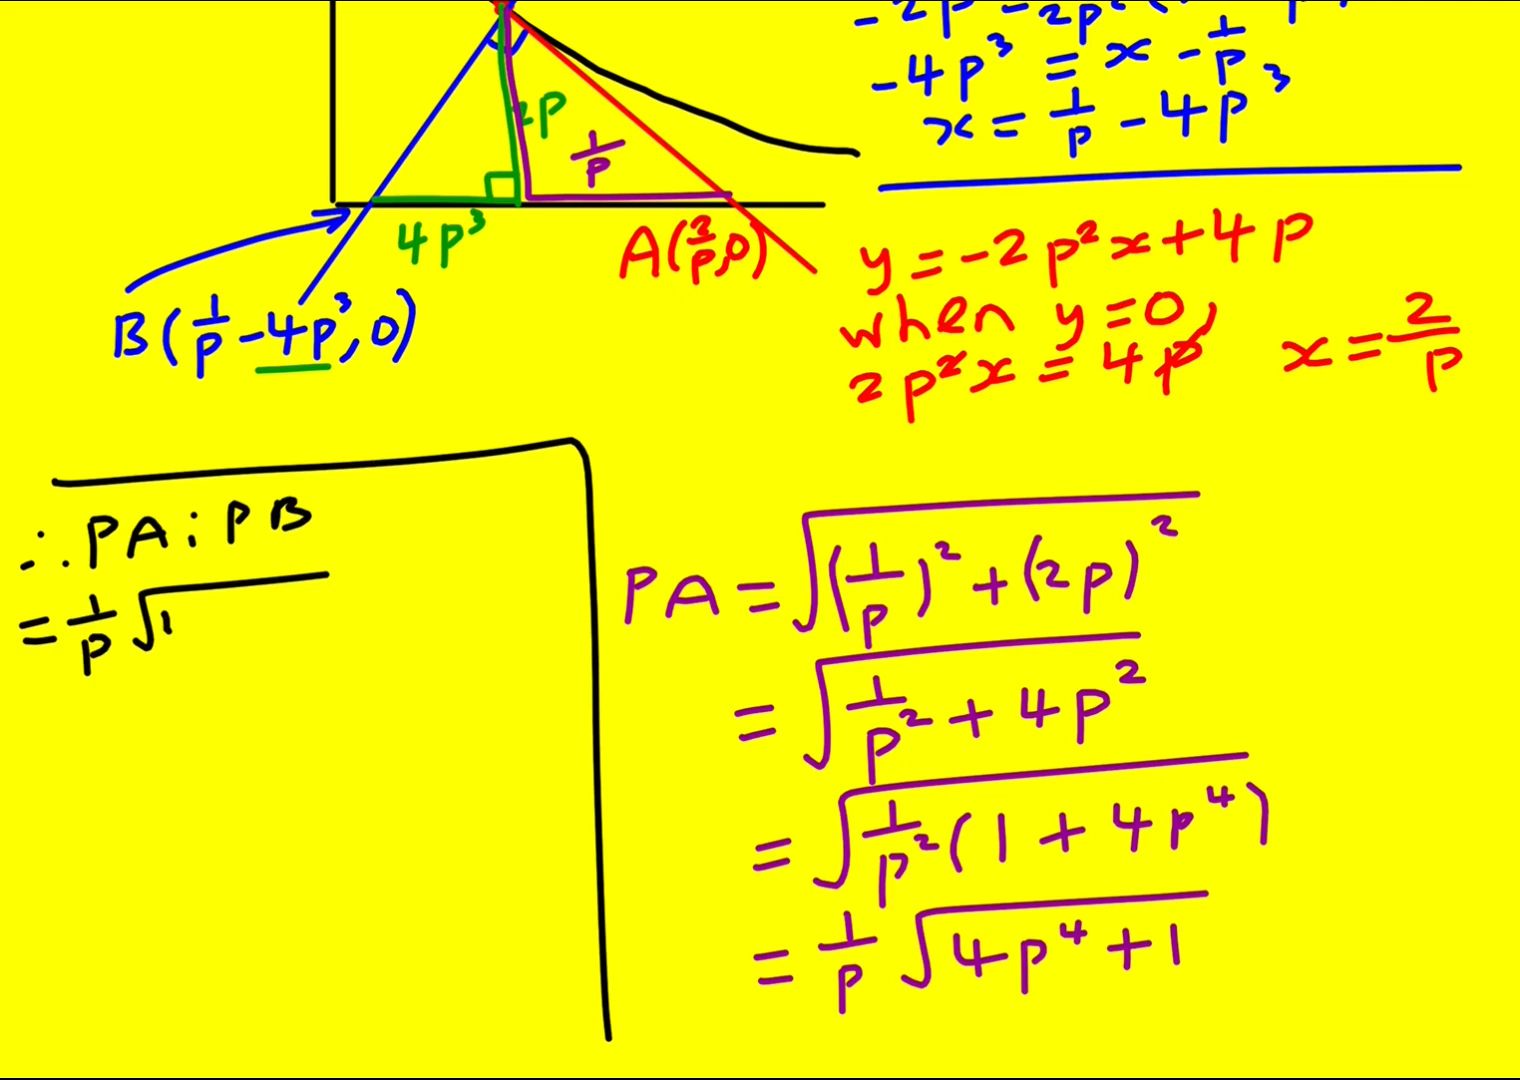 -4p³ = x - 1/p
x = 1/p - 4p³
2p
1/p
4p³
A(2/p,0)
B(1/p - 4p³, 0)
y = -2p²x + 4p
when y = 0,
2p²x = 4p
x = 2/p
∴ PA : PB
= 1/p √1
PA = √((1/p)² + (2p)²)
= √(1/p² + 4p²)
= √(1/p²(1 + 4p⁴))
= 1/p √(4p⁴ + 1)